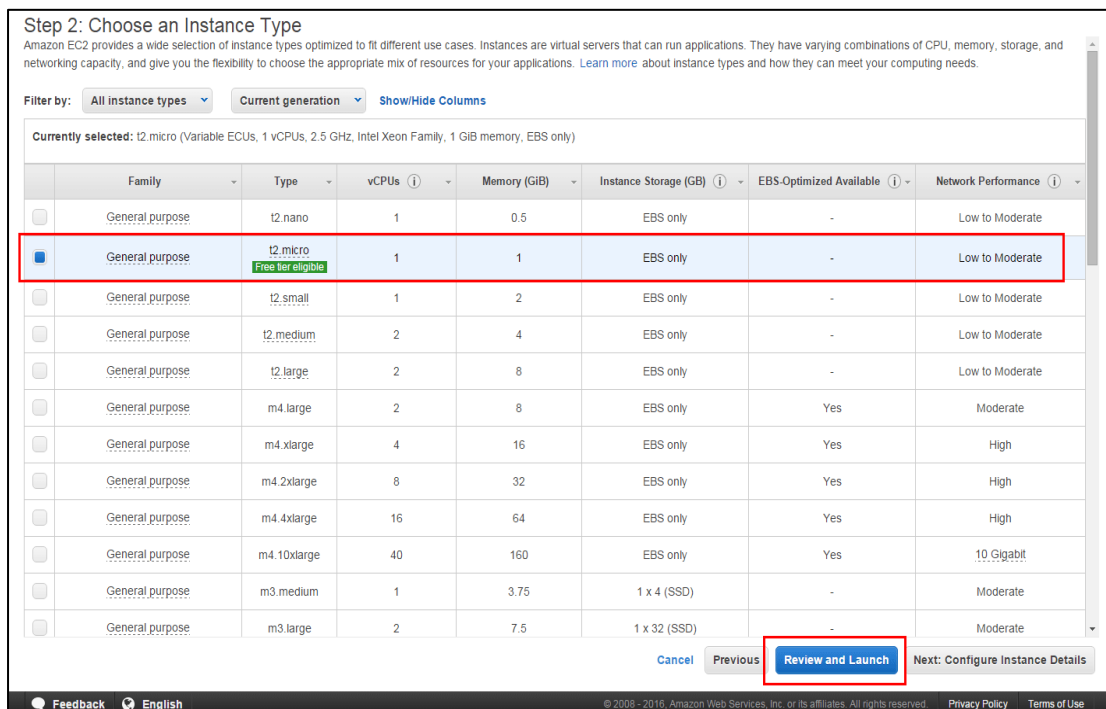 Step 2: Choose an Instance Type
Amazon EC2 provides a wide selection of instance types optimized to fit different use cases. Instances are virtual servers that can run applications. They have varying combinations of CPU, memory, storage, and
networking capacity, and give you the flexibility to choose the appropriate mix of resources for your applications. Learn more about instance types and how they can meet your computing needs.
Filter by: All instance types Current generation Show/Hide Columns
Currently selected: t2.micro (Variable ECUs, 1 vCPUs, 2.5 GHz, Intel Xeon Family, 1 GiB memory, EBS only)
Family Type vCPUs i Memory (GiB) Instance Storage (GB) i EBS-Optimized Available i Network Performance i
General purpose t2.nano 1 0.5 EBS only - Low to Moderate
General purpose t2.micro 1 1 EBS only - Low to Moderate
Free tier eligible
General purpose t2.small 1 2 EBS only - Low to Moderate
General purpose t2.medium 2 4 EBS only - Low to Moderate
General purpose t2.large 2 8 EBS only - Low to Moderate
General purpose m4.large 2 8 EBS only Yes Moderate
General purpose m4.xlarge 4 16 EBS only Yes High
General purpose m4.2xlarge 8 32 EBS only Yes High
General purpose m4.4xlarge 16 64 EBS only Yes High
General purpose m4.10xlarge 40 160 EBS only Yes 10 Gigabit
General purpose m3.medium 1 3.75 1 x 4 (SSD) - Moderate
General purpose m3.large 2 7.5 1 x 32 (SSD) - Moderate
Cancel Previous Review and Launch Next: Configure Instance Details
Feedback English © 2008 - 2016, Amazon Web Services, Inc. or its affiliates. All rights reserved. Privacy Policy Terms of Use